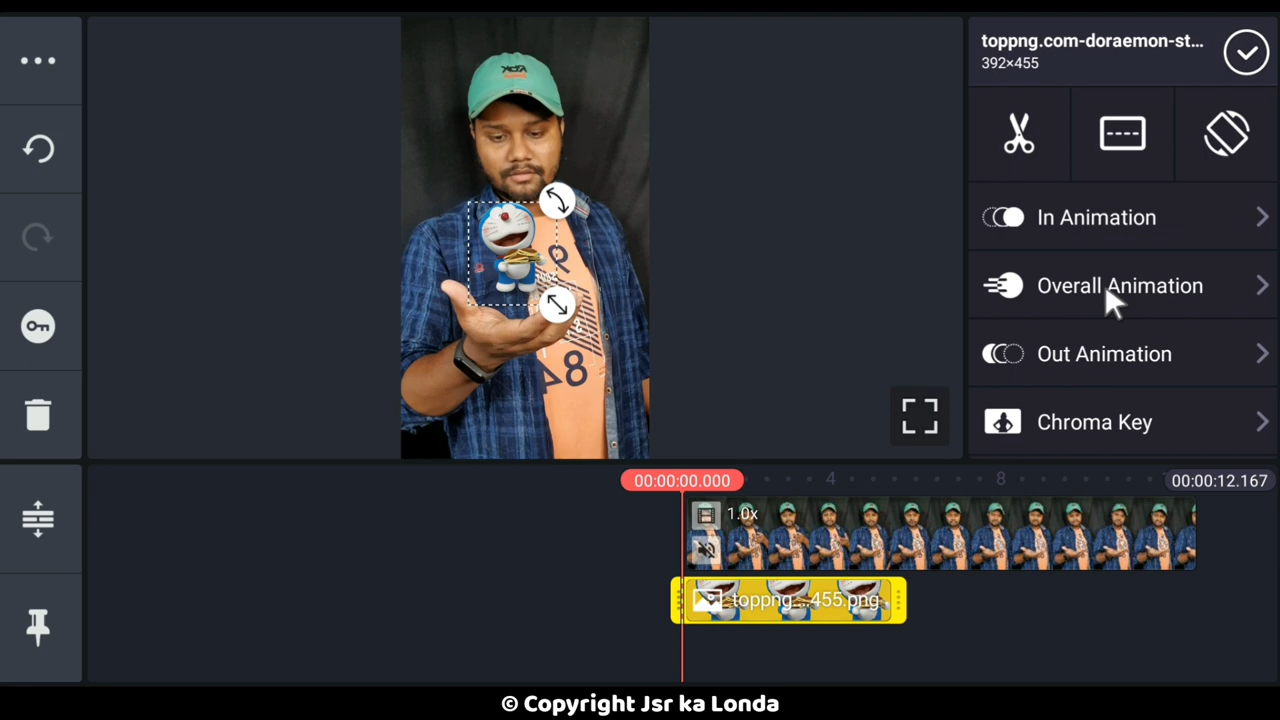 toppng.com-doraemon-st...
392×455
In Animation
Overall Animation
Out Animation
Chroma Key
00:00:00.000
4
8
00:00:12.167
1.0x
toppng...455.png
© Copyright Jsr ka Londa